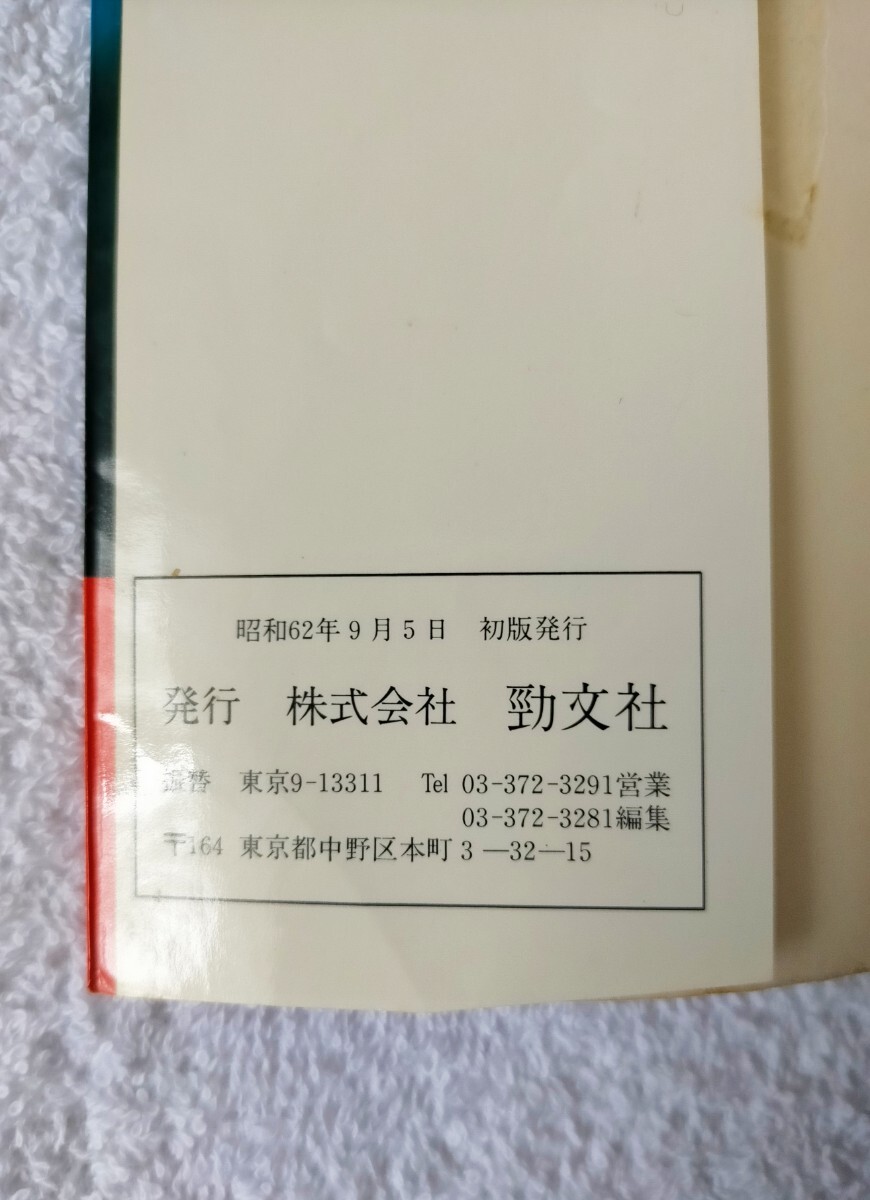 昭和62年9月5日 初版発行
発行 株式会社 勁文社
振替 東京9-13311 Tel 03-372-3291営業
03-372-3281編集
〒164 東京都中野区本町3―32―15